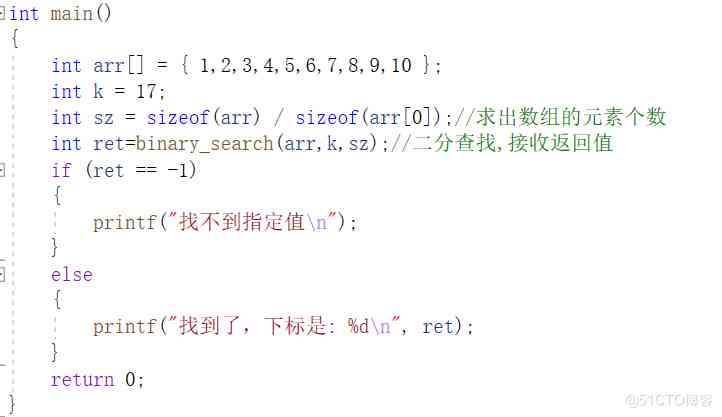 int main()
{
int arr[] = { 1,2,3,4,5,6,7,8,9,10 };
int k = 17;
int sz = sizeof(arr) / sizeof(arr[0]);//求出数组的元素个数
int ret=binary_search(arr,k,sz);//二分查找,接收返回值
if (ret == -1)
{
printf("找不到指定值\n");
}
else
{
printf("找到了，下标是: %d\n", ret);
}
return 0;
}
@51CTO博客